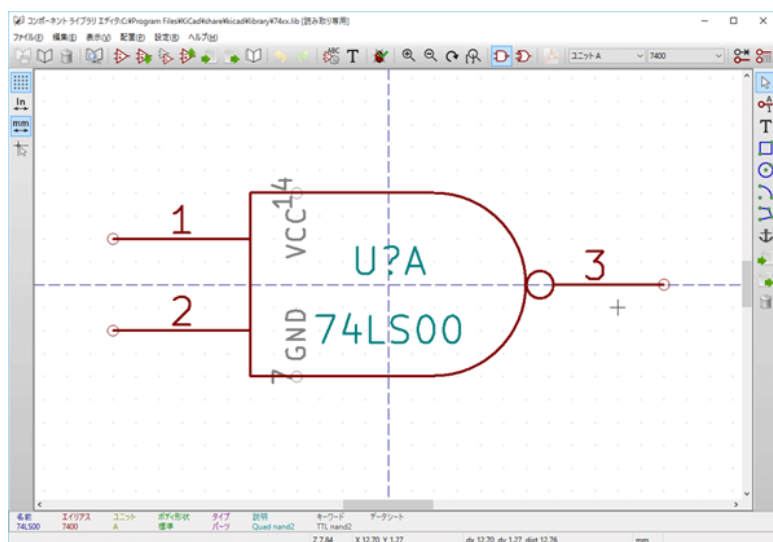 コンポーネント ライブラリ エディタ:C:¥Program Files¥KiCad¥share¥kicad¥library¥74xx.lib [読み取り専用]
ファイル(F) 編集(E) 表示(V) 配置(P) 設定(R) ヘルプ(H)
ABC T ユニット A 7400
In
mm
A
T
14
VCC
1
U?A
3
2
GND
74LS00
7
名前 エイリアス ユニット ボディ形状 タイプ 説明 キーワード データシート
74LS00 7400 A 標準 パーツ Quad nand2 TTL nand2
Z 7.84 X 12.70 Y 1.27 dx 12.70 dy 1.27 dist 12.76 mm